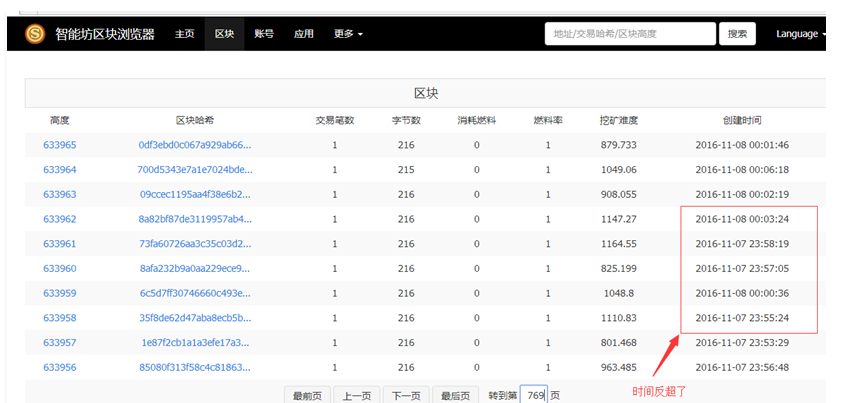 智能坊区块浏览器 主页 区块 账号 应用 更多 地址/交易哈希/区块高度 搜索 Language
区块
高度 区块哈希 交易笔数 字节数 消耗燃料 燃料率 挖矿难度 创建时间
633965 0df3ebd0c067a929ab66... 1 216 0 1 879.733 2016-11-08 00:01:46
633964 700d5343e7a1e7024bde... 1 215 0 1 1049.06 2016-11-08 00:06:18
633963 09ccec1195aa4f38e6b2... 1 216 0 1 908.055 2016-11-08 00:02:19
633962 8a82bf87de3119957ab4... 1 216 0 1 1147.27 2016-11-08 00:03:24
633961 73fa60726aa3c35c03d2... 1 216 0 1 1164.55 2016-11-07 23:58:19
633960 8afa232b9a0aa229ece9... 1 216 0 1 825.199 2016-11-07 23:57:05
633959 6c5d7ff30746660c493e... 1 216 0 1 1048.8 2016-11-08 00:00:36
633958 35f8de62d47aba8ecb5b... 1 216 0 1 1110.83 2016-11-07 23:55:24
633957 1e87f2cb1a1a3efe17a3... 1 216 0 1 801.468 2016-11-07 23:53:29
633956 85080f313f58c4c81863... 1 216 0 1 963.485 2016-11-07 23:56:48
最前页 上一页 下一页 最后页 转到第 769 页
时间反超了